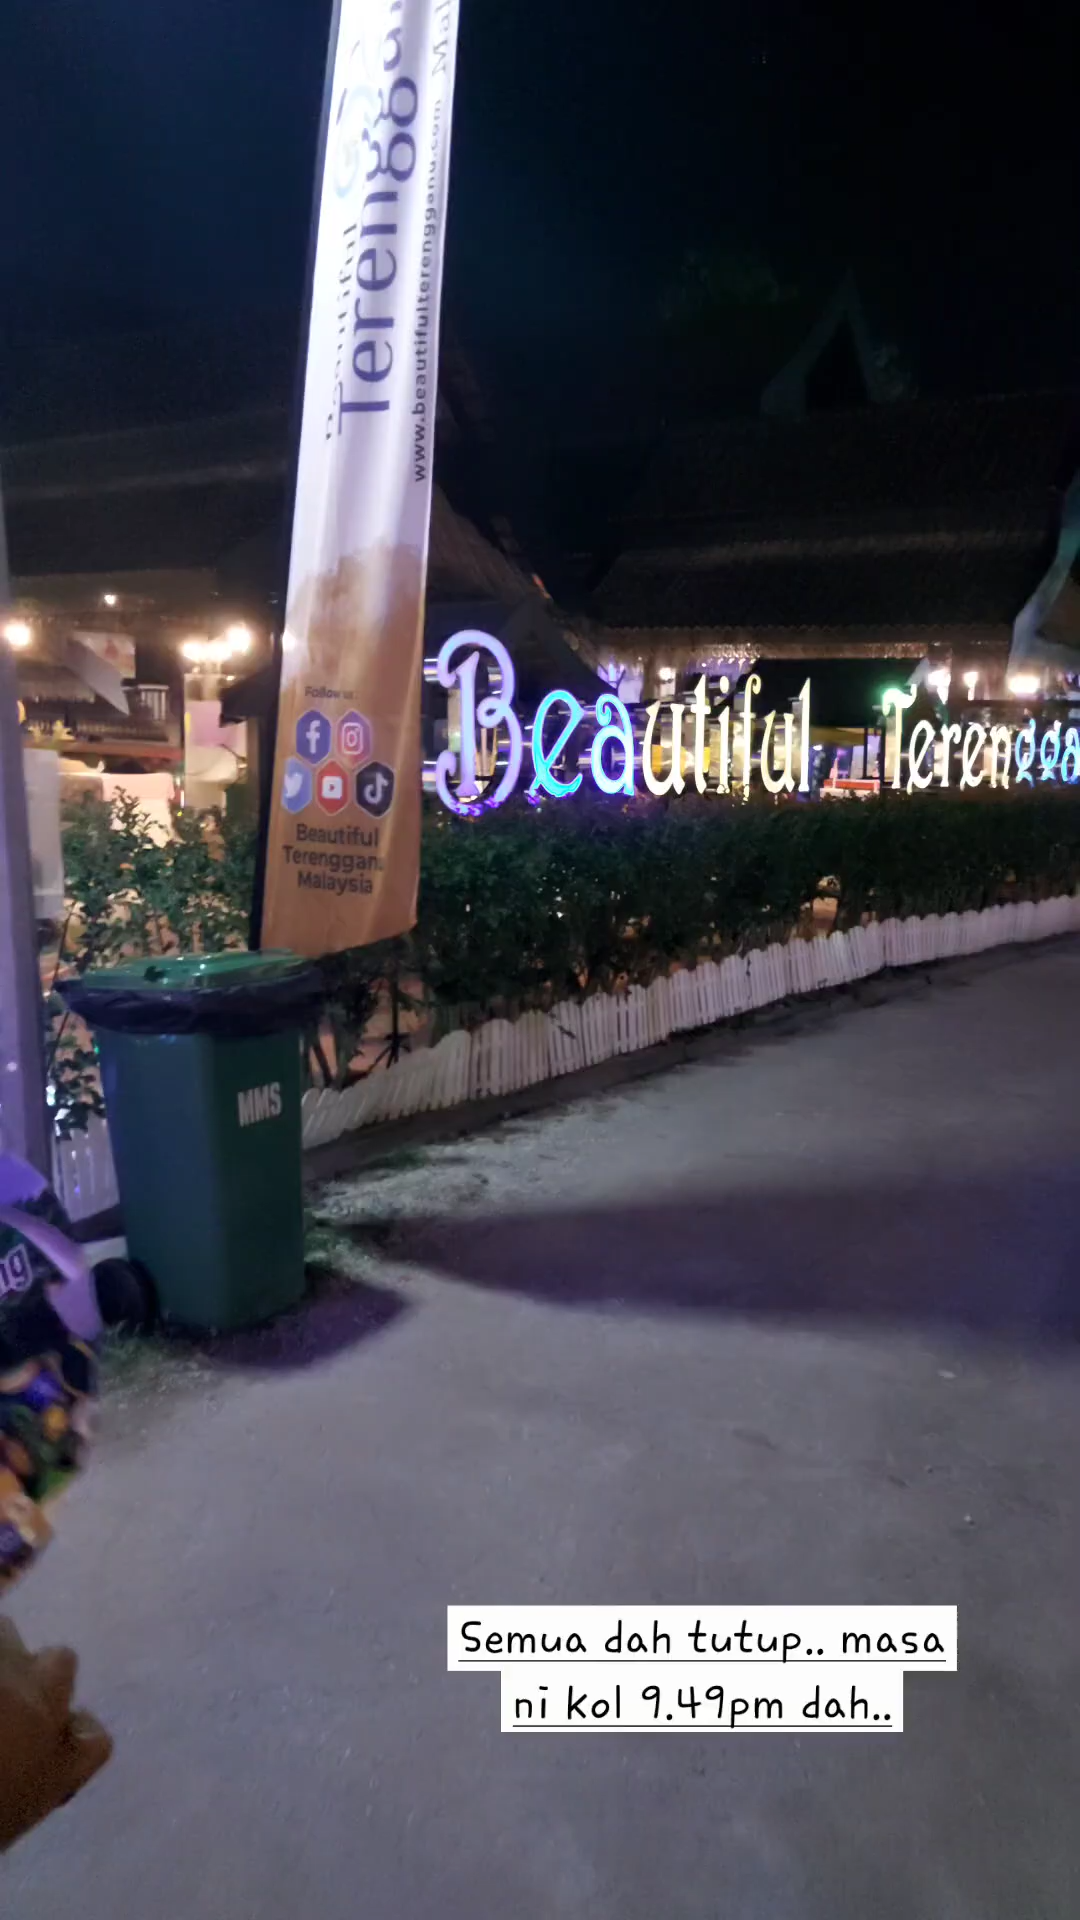 Beautiful
Terengganu
www.beautifulterengganu.com
Follow us
Beautiful
Terenggan
Malaysia
Beautiful Terengga
MMS
Semua dah tutup.. masa
ni kol 9.49pm dah..